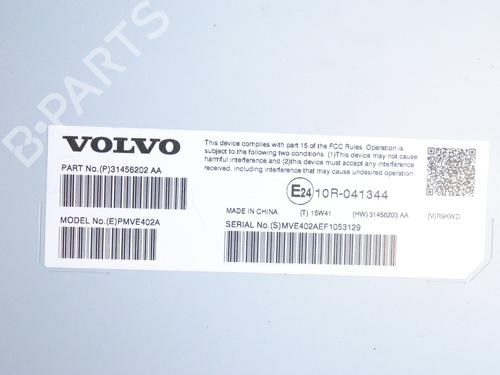 B-PARTS
VOLVO
PART No.(P)31456202 AA
MODEL No.(E)PMVE402A
This device complies with part 15 of the FCC Rules. Operation is
subject to the following two conditions. (1)This device may not cause
harmful interference,and (2)this device must accept any interference
received, including interference that may cause undesired operation.
E24 10R-041344
MADE IN CHINA (T) 15W41 (HW) 31456203 AA (V)R9KWD
SERIAL No.(S)MVE402AEF1053129